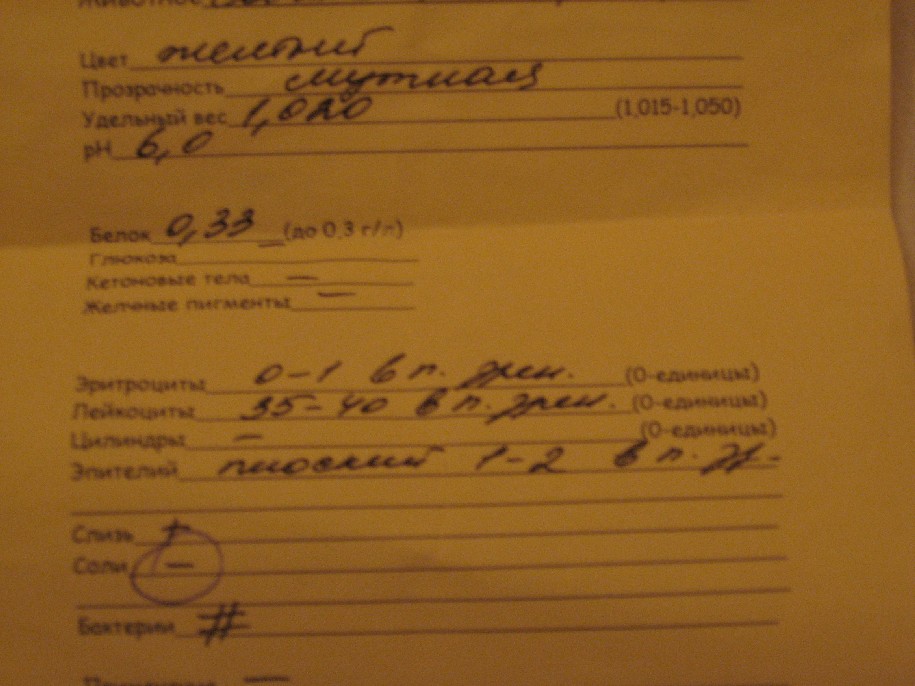 Животное
Цвет желтый
Прозрачность мутная
Удельный вес 1,020 (1,015-1,050)
pH 6,0
Белок 0,33 (до 0,3 г/л)
Глюкоза
Кетоновые тела —
Желчные пигменты —
Эритроциты 0-1 в п. зрен. (0-единицы)
Лейкоциты 35-40 в п. зрен. (0-единицы)
Цилиндры — (0-единицы)
Эпителий плоский 1-2 в п. зр.
Слизь +
Соли —
Бактерии #